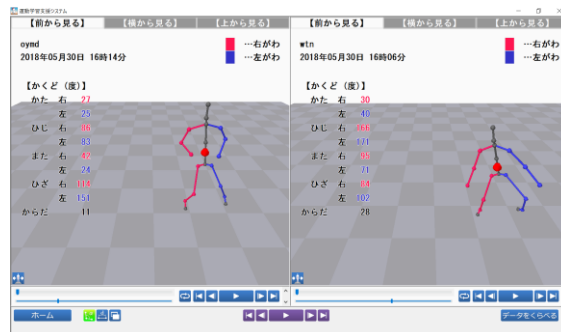 運動学習支援システム
【前から見る】 【横から見る】 【上から見る】
oymd
2018年05月30日 16時14分
…右がわ
…左がわ
【かくど (度)】
かた 右 27
左 25
ひじ 右 86
左 83
また 右 42
左 24
ひざ 右 114
左 151
からだ 11
【前から見る】 【横から見る】 【上から見る】
wtn
2018年05月30日 16時06分
…右がわ
…左がわ
【かくど (度)】
かた 右 30
左 40
ひじ 右 166
左 171
また 右 95
左 71
ひざ 右 84
左 102
からだ 28
ホーム
データをくらべる